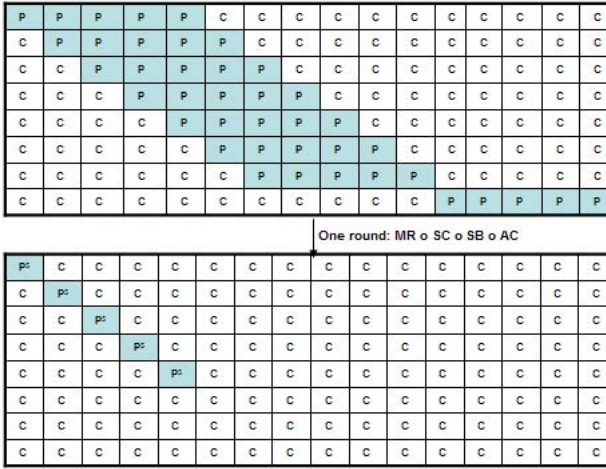 P P P P P C C C C C C C C C C C
C P P P P P C C C C C C C C C C
C C P P P P P C C C C C C C C C
C C C P P P P P C C C C C C C C
C C C C P P P P P C C C C C C C
C C C C C P P P P P C C C C C C
C C C C C C P P P P P C C C C C
C C C C C C C C C C C P P P P P
One round: MR o SC o SB o AC
Ps C C C C C C C C C C C C C C C
C Ps C C C C C C C C C C C C C C
C C Ps C C C C C C C C C C C C C
C C C Ps C C C C C C C C C C C C
C C C C Ps C C C C C C C C C C C
C C C C C C C C C C C C C C C C
C C C C C C C C C C C C C C C C
C C C C C C C C C C C C C C C C